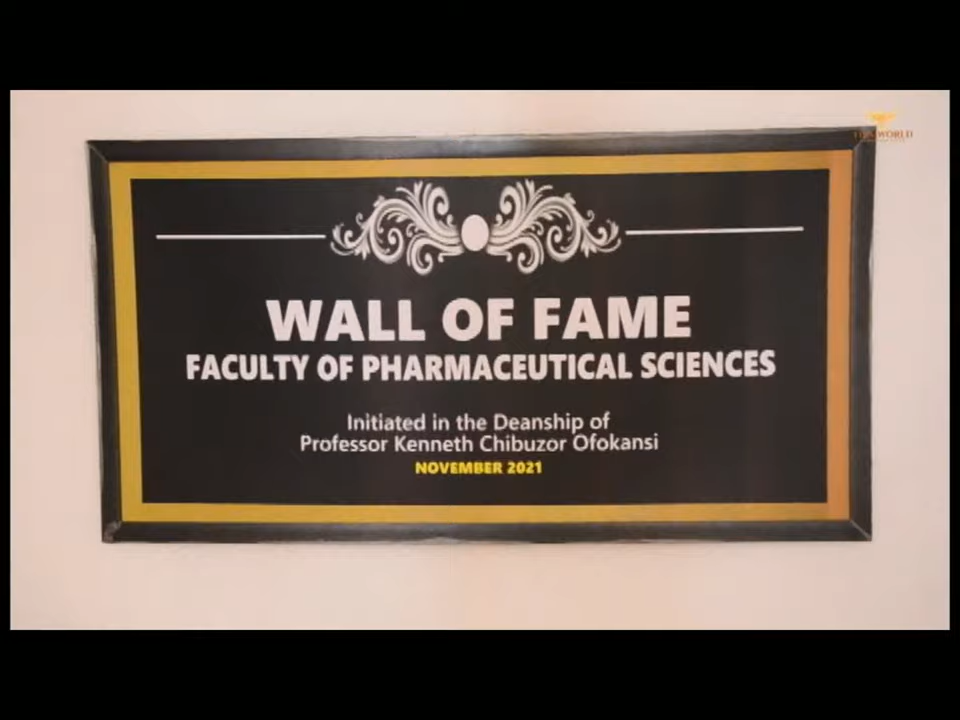 WALL OF FAME
FACULTY OF PHARMACEUTICAL SCIENCES
Initiated in the Deanship of
Professor Kenneth Chibuzor Ofokansi
NOVEMBER 2021